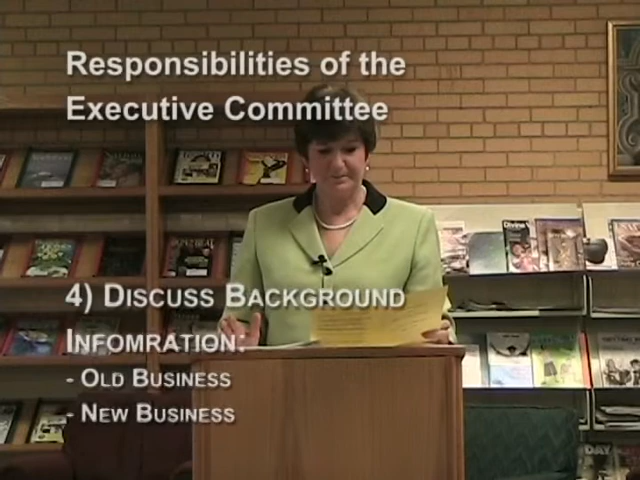 Responsibilities of the
Executive Committee
4) Discuss Background
Infomration:
- Old Business
- New Business